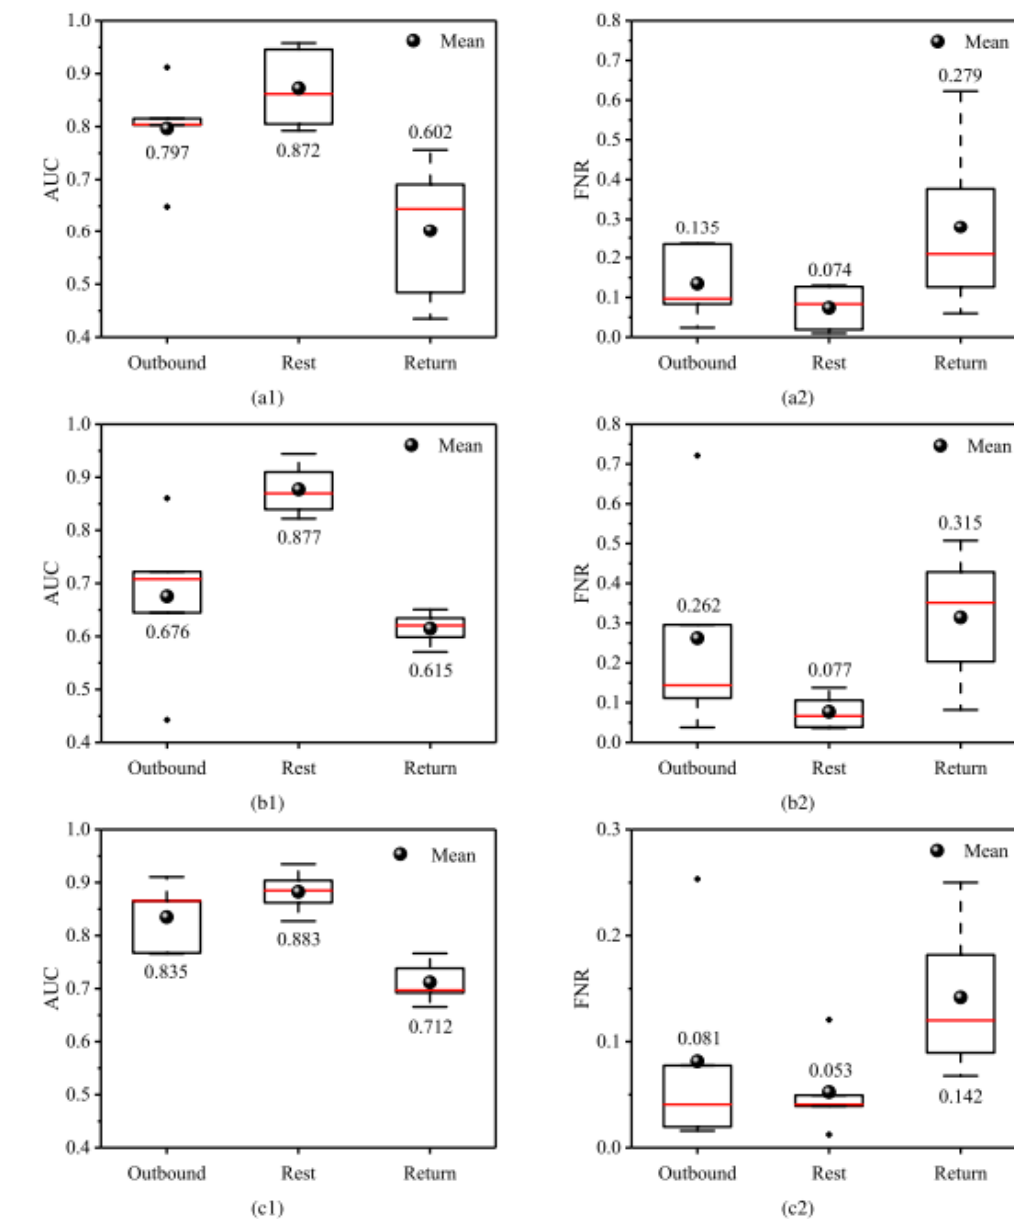 1.0
0.9
0.8
0.7
0.6
0.5
0.4
AUC
Mean
0.797
0.872
0.602
Outbound
Rest
Return
(a1)
0.8
0.7
0.6
0.5
0.4
0.3
0.2
0.1
0.0
FNR
Mean
0.135
0.074
0.279
Outbound
Rest
Return
(a2)
1.0
0.9
0.8
0.7
0.6
0.5
0.4
AUC
Mean
0.676
0.877
0.615
Outbound
Rest
Return
(b1)
0.8
0.7
0.6
0.5
0.4
0.3
0.2
0.1
0.0
FNR
Mean
0.262
0.077
0.315
Outbound
Rest
Return
(b2)
1.0
0.9
0.8
0.7
0.6
0.5
0.4
AUC
Mean
0.835
0.883
0.712
Outbound
Rest
Return
(c1)
0.3
0.2
0.1
0.0
FNR
Mean
0.081
0.053
0.142
Outbound
Rest
Return
(c2)